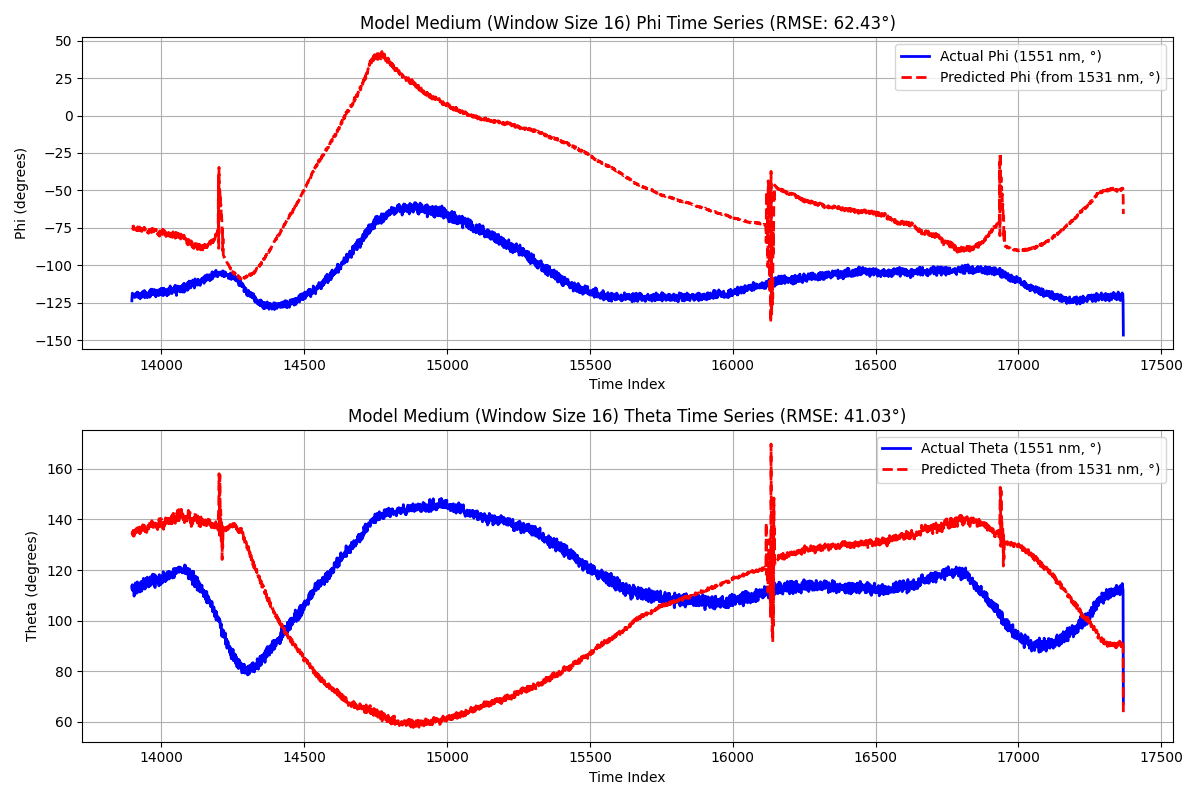 Model Medium (Window Size 16) Phi Time Series (RMSE: 62.43°)
Phi (degrees)
50
25
0
−25
−50
−75
−100
−125
−150
Actual Phi (1551 nm, °)
Predicted Phi (from 1531 nm, °)
14000 14500 15000 15500 16000 16500 17000 17500
Time Index
Model Medium (Window Size 16) Theta Time Series (RMSE: 41.03°)
Theta (degrees)
160
140
120
100
80
60
Actual Theta (1551 nm, °)
Predicted Theta (from 1531 nm, °)
14000 14500 15000 15500 16000 16500 17000 17500
Time Index